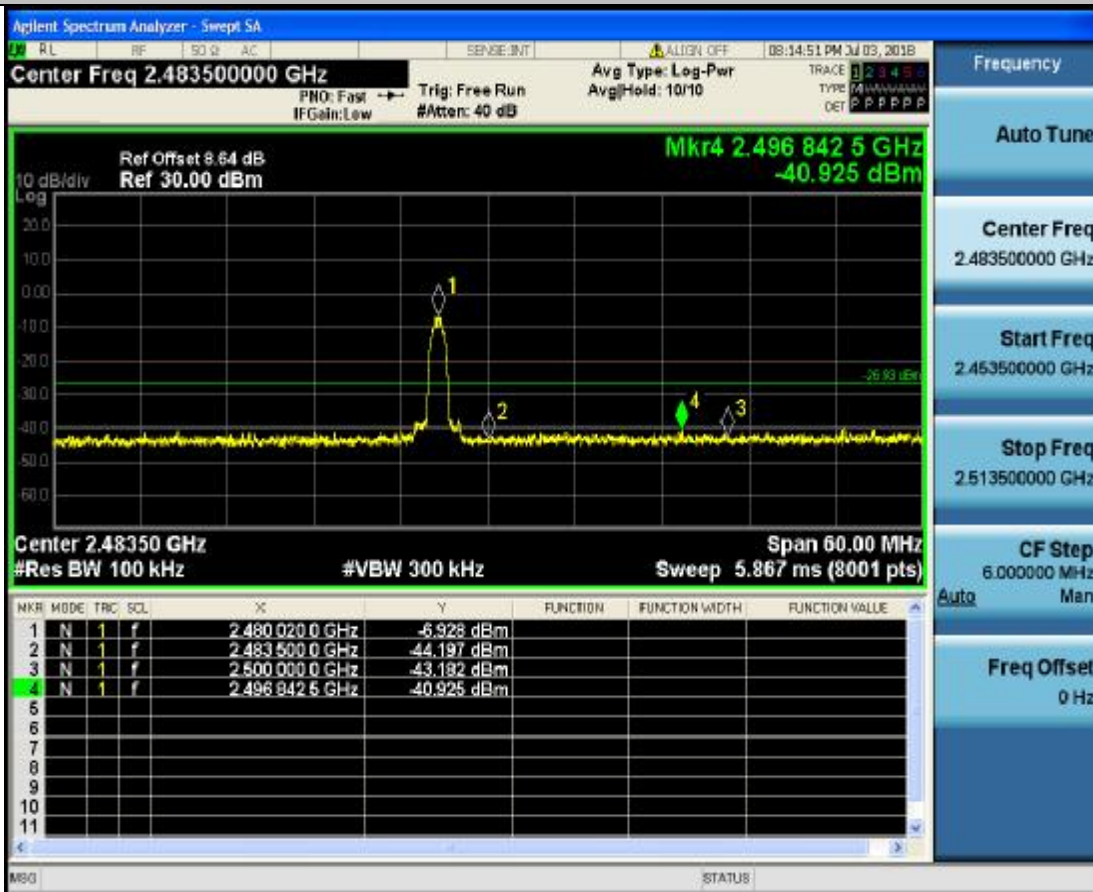 Agilent Spectrum Analyzer - Swept SA
RL RF 50 Ω AC SENSE:INT ALIGN OFF 08:14:51 PM Jul 03, 2018
Center Freq 2.483500000 GHz
PNO: Fast
IFGain:Low
Trig: Free Run
#Atten: 40 dB
Avg Type: Log-Pwr
Avg|Hold: 10/10
TRACE 1 2 3 4 5 6
TYPE
DET P P P P P P
Mkr4 2.496 842 5 GHz
-40.925 dBm
Ref Offset 8.64 dB
10 dB/div Ref 30.00 dBm
Log
20.0
10.0
0.00
-10.0
-20.0
-30.0
-40.0
-50.0
-60.0
1
2
4
3
-26.93 dBm
Center 2.48350 GHz Span 60.00 MHz
#Res BW 100 kHz #VBW 300 kHz Sweep 5.867 ms (8001 pts)
MKR MODE TRC SCL X Y FUNCTION FUNCTION WIDTH FUNCTION VALUE
1 N 1 f 2.480 020 0 GHz -6.928 dBm
2 N 1 f 2.483 500 0 GHz -44.197 dBm
3 N 1 f 2.500 000 0 GHz -43.182 dBm
4 N 1 f 2.496 842 5 GHz -40.925 dBm
5
6
7
8
9
10
11
MSG STATUS
Frequency
Auto Tune
Center Freq
2.483500000 GHz
Start Freq
2.453500000 GHz
Stop Freq
2.513500000 GHz
CF Step
6.000000 MHz
Auto Man
Freq Offset
0 Hz